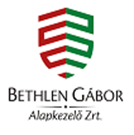 BETHLEN GÁBOR
Alapkezelő Zrt.